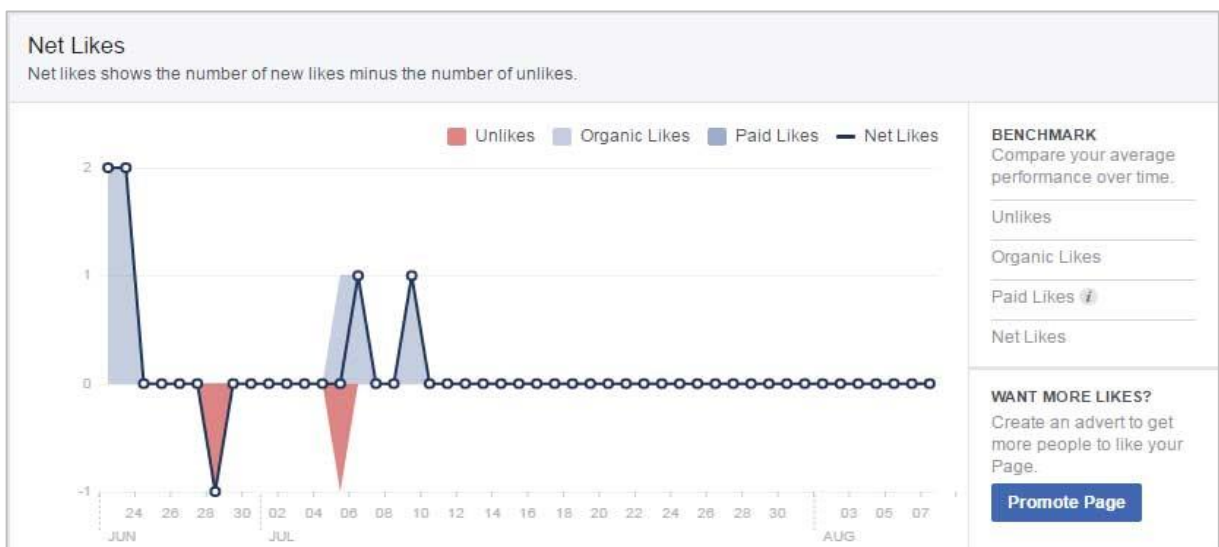 Net Likes
Net likes shows the number of new likes minus the number of unlikes.
Unlikes Organic Likes Paid Likes Net Likes
2
1
0
-1
24 26 28 30 02 04 06 08 10 12 14 16 18 20 22 24 26 28 30 03 05 07
JUN JUL AUG
BENCHMARK
Compare your average
performance over time.
Unlikes
Organic Likes
Paid Likes i
Net Likes
WANT MORE LIKES?
Create an advert to get
more people to like your
Page.
Promote Page